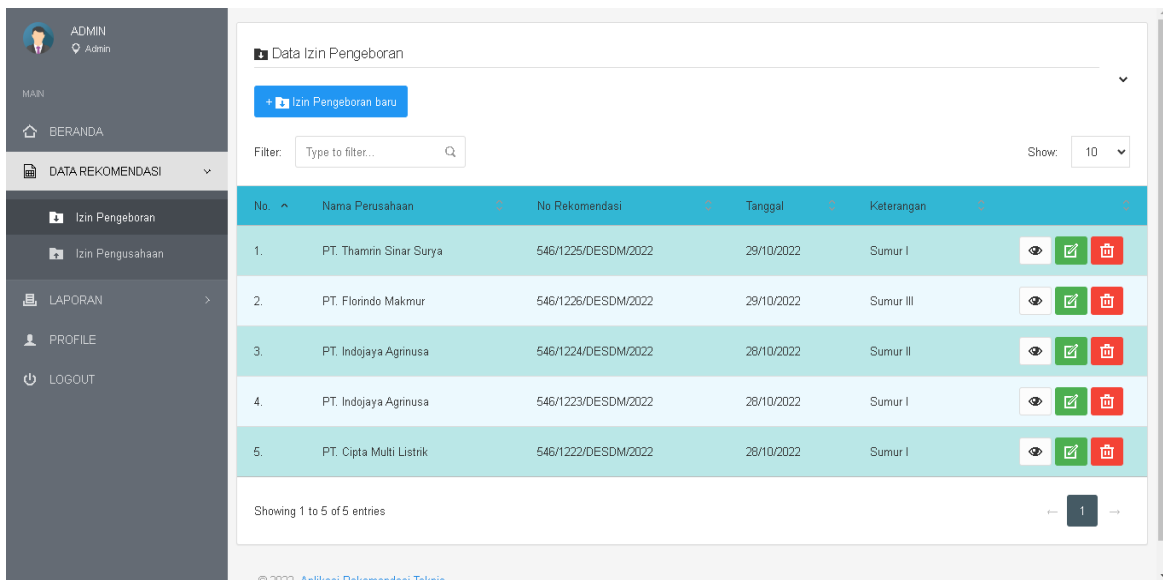 ADMIN
Admin
MAIN
BERANDA
DATA REKOMENDASI
Izin Pengeboran
Izin Pengusahaan
LAPORAN
PROFILE
LOGOUT
Data Izin Pengeboran
+ Izin Pengeboran baru
Filter: Type to filter... Show: 10
No. Nama Perusahaan No Rekomendasi Tanggal Keterangan
1. PT. Thamrin Sinar Surya 546/1225/DESDM/2022 29/10/2022 Sumur I
2. PT. Florindo Makmur 546/1226/DESDM/2022 29/10/2022 Sumur III
3. PT. Indojaya Agrinusa 546/1224/DESDM/2022 28/10/2022 Sumur II
4. PT. Indojaya Agrinusa 546/1223/DESDM/2022 28/10/2022 Sumur I
5. PT. Cipta Multi Listrik 546/1222/DESDM/2022 28/10/2022 Sumur I
Showing 1 to 5 of 5 entries ← 1 →
© 2022. Aplikasi Rekomendasi Teknis